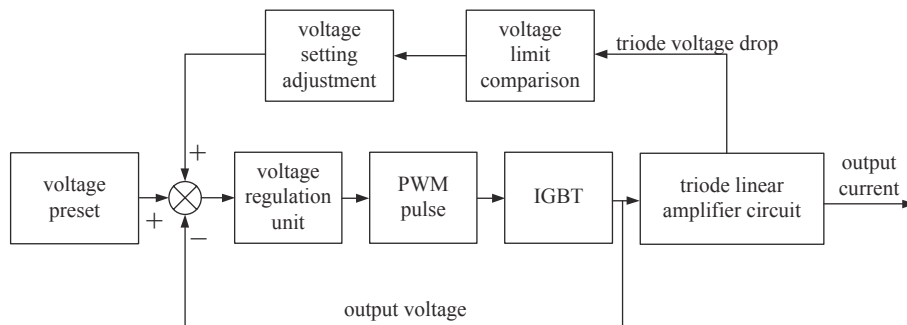 voltage
setting
adjustment
voltage
limit
comparison
triode voltage drop
+
voltage
preset
+
−
voltage
regulation
unit
PWM
pulse
IGBT
triode linear
amplifier circuit
output
current
output voltage